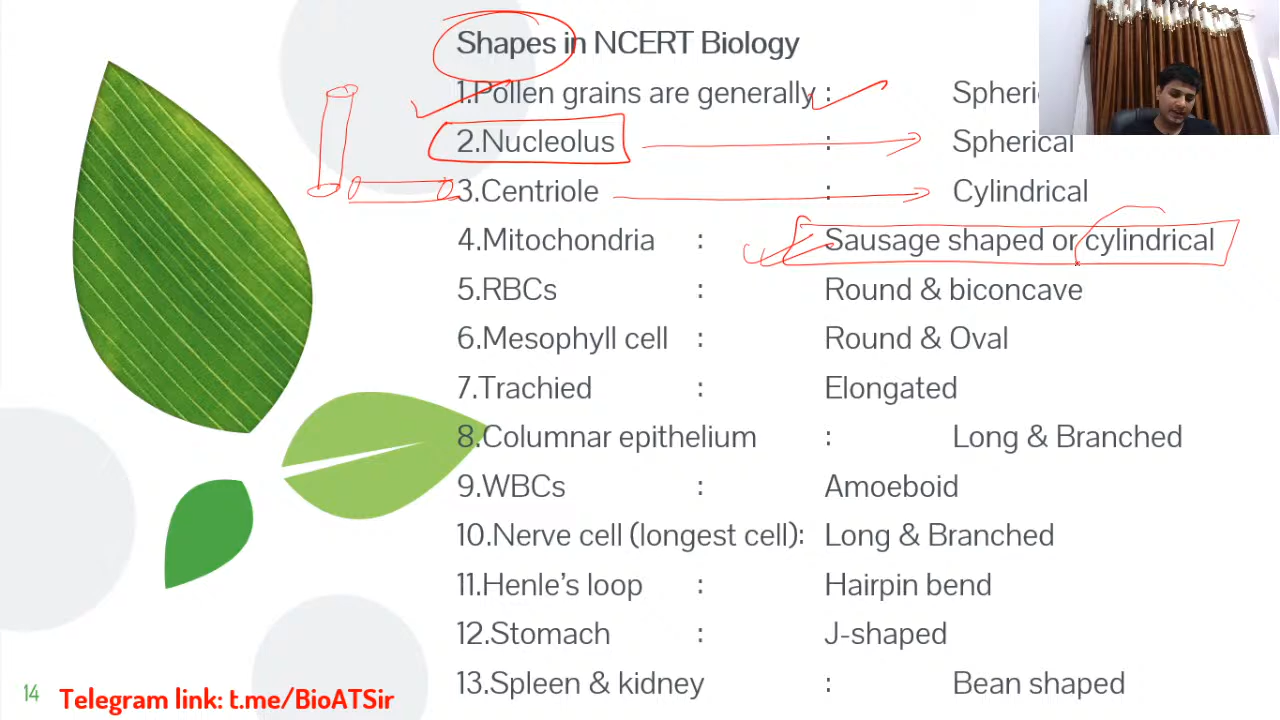 Shapes in NCERT Biology
1.Pollen grains are generally :
2.Nucleolus : Spherical
3.Centriole : Cylindrical
4.Mitochondria : Sausage shaped or cylindrical
5.RBCs : Round & biconcave
6.Mesophyll cell : Round & Oval
7.Trachied : Elongated
8.Columnar epithelium : Long & Branched
9.WBCs : Amoeboid
10.Nerve cell (longest cell): Long & Branched
11.Henle's loop : Hairpin bend
12.Stomach : J-shaped
13.Spleen & kidney : Bean shaped
14 Telegram link: t.me/BioATSir